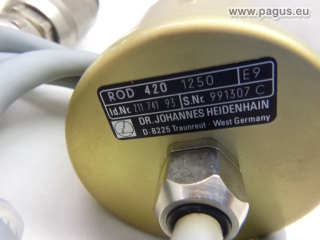 www.pagus.eu
ROD 420 1250 E9
Id.Nr. 211 741 93 S.Nr. 991307 C
DR. JOHANNES HEIDENHAIN
D-8225 Traunreut · West Germany